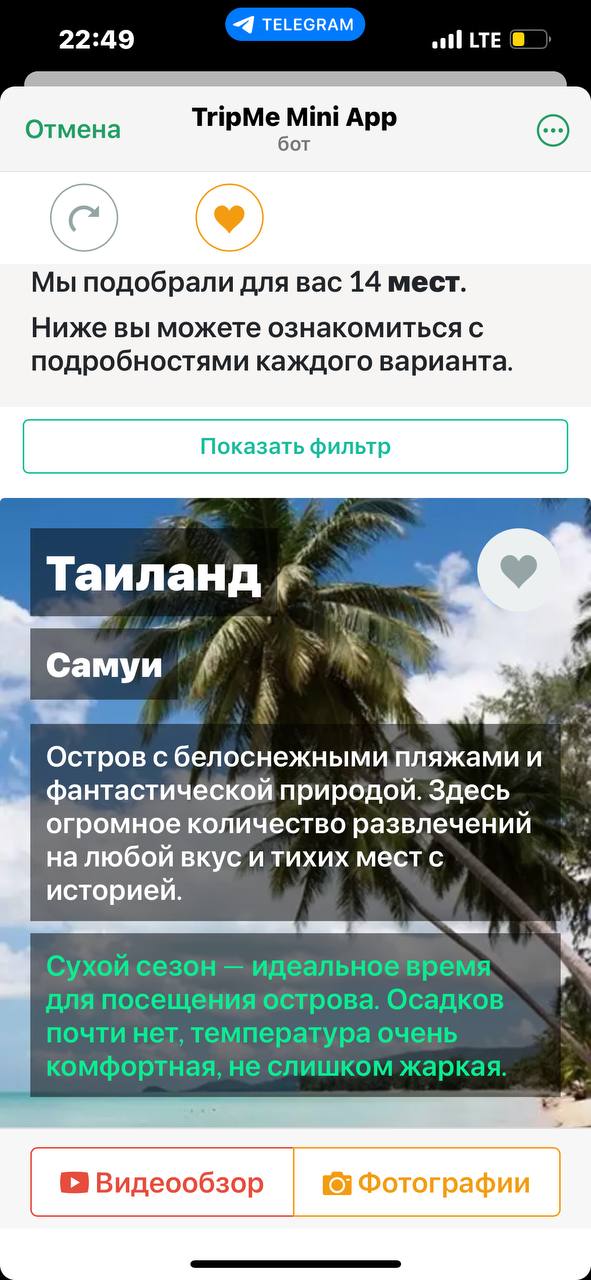 22:49
TELEGRAM
LTE
Отмена
TripMe Mini App
бот
Мы подобрали для вас 14 мест.
Ниже вы можете ознакомиться с
подробностями каждого варианта.
Показать фильтр
Таиланд
Самуи
Остров с белоснежными пляжами и
фантастической природой. Здесь
огромное количество развлечений
на любой вкус и тихих мест с
историей.
Сухой сезон — идеальное время
для посещения острова. Осадков
почти нет, температура очень
комфортная, не слишком жаркая.
Видеообзор
Фотографии